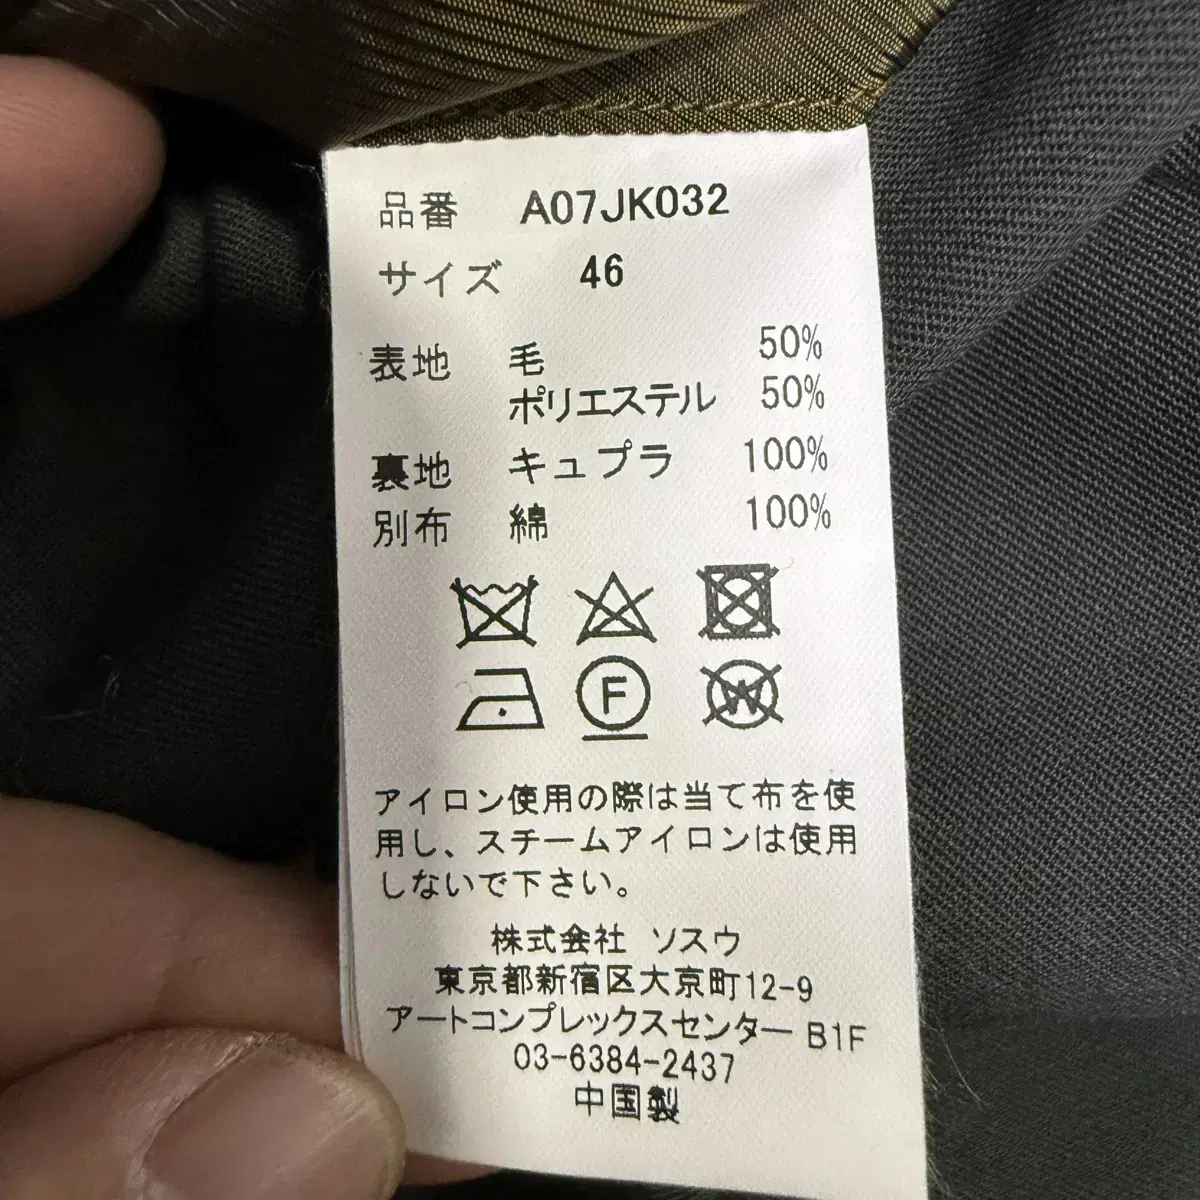 品番 A07JK032
サイズ 46
表地 毛 50%
ポリエステル 50%
裏地 キュプラ 100%
別布 綿 100%
F
W
アイロン使用の際は当て布を使
用し、スチームアイロンは使用
しないで下さい。
株式会社 ソスウ
東京都新宿区大京町12-9
アートコンプレックスセンター B1F
03-6384-2437
中国製